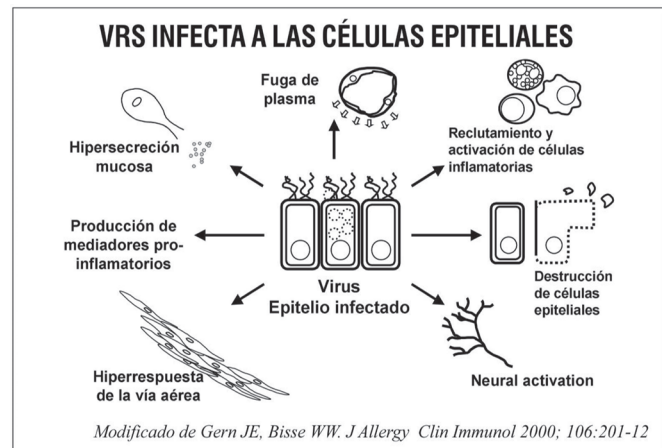 VRS INFECTA A LAS CÉLULAS EPITELIALES
Fuga de
plasma
Reclutamiento y
activación de células
inflamatorias
Hipersecreción
mucosa
Producción de
mediadores pro-
inflamatorios
Destrucción
de células
epiteliales
Virus
Epitelio infectado
Hiperrespuesta
de la vía aérea
Neural activation
Modificado de Gern JE, Bisse WW. J Allergy Clin Immunol 2000; 106:201-12